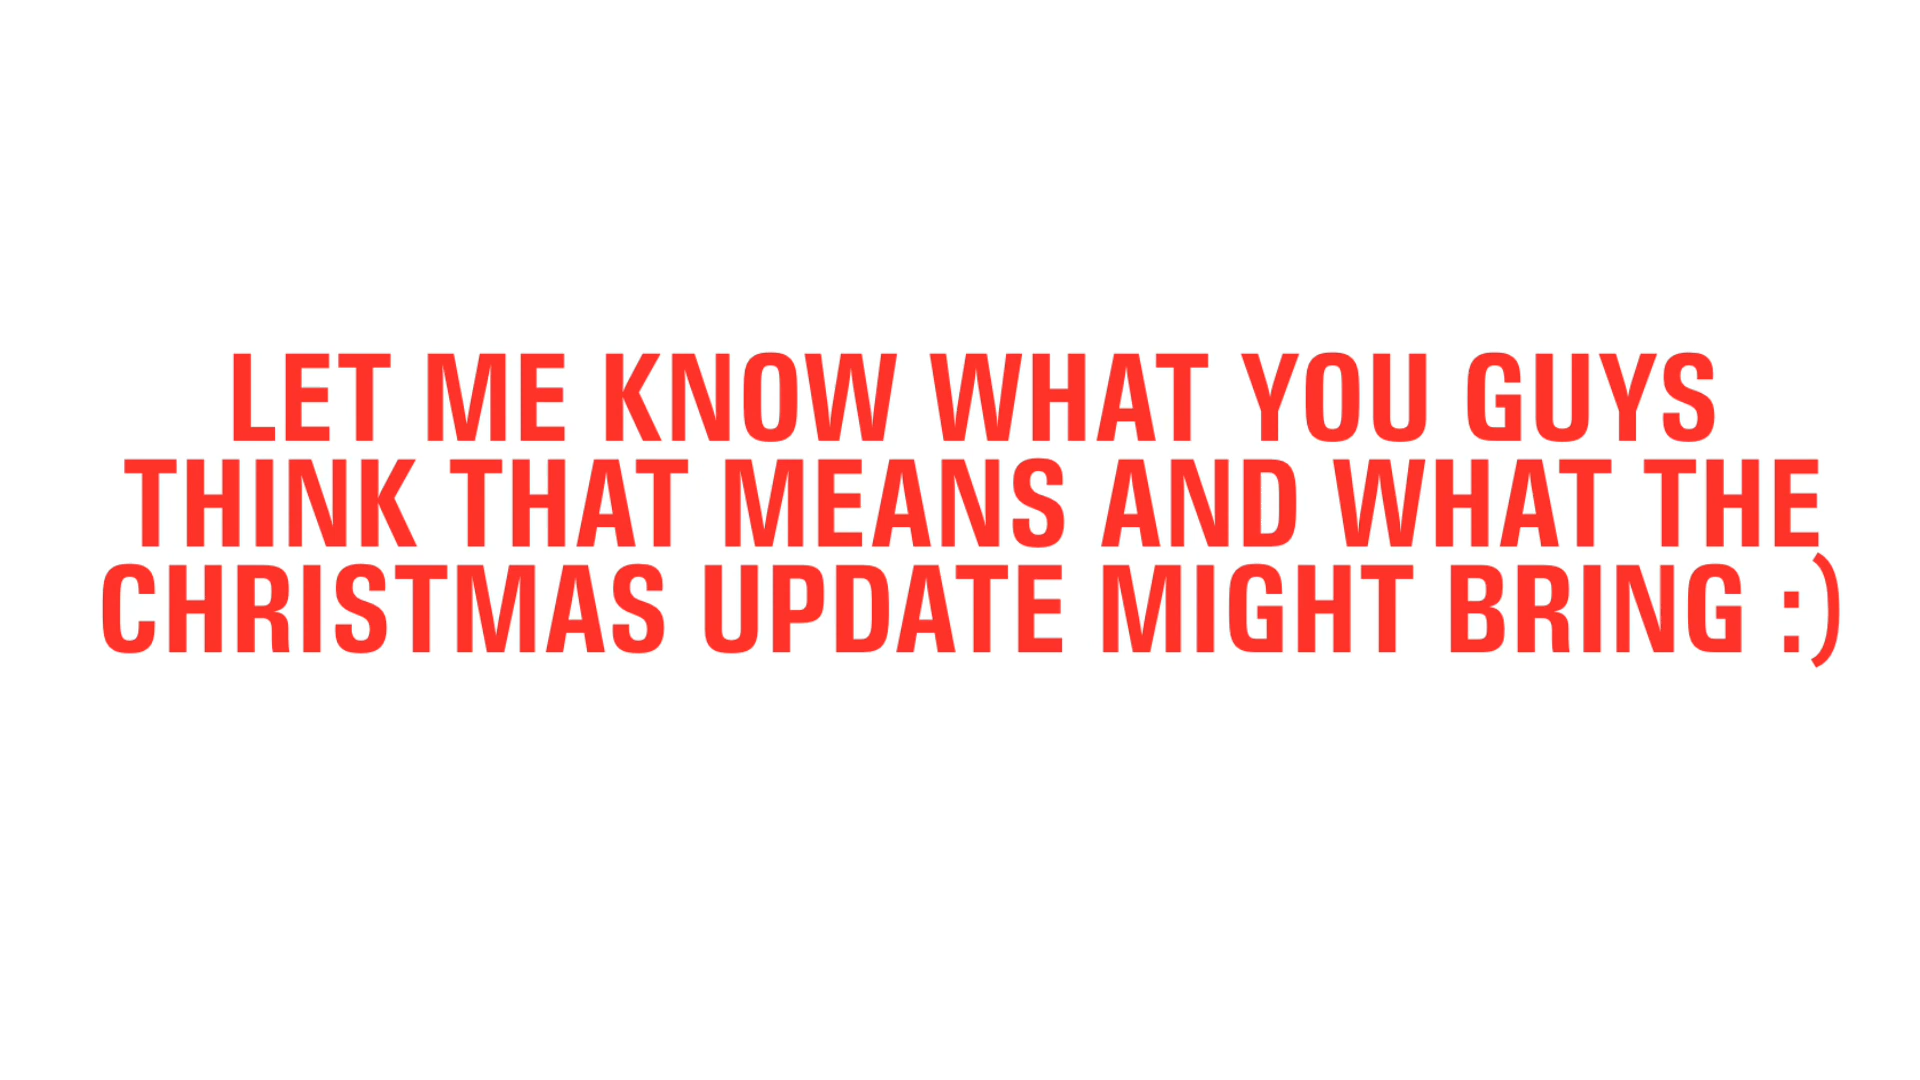 LET ME KNOW WHAT YOU GUYS
THINK THAT MEANS AND WHAT THE
CHRISTMAS UPDATE MIGHT BRING :)